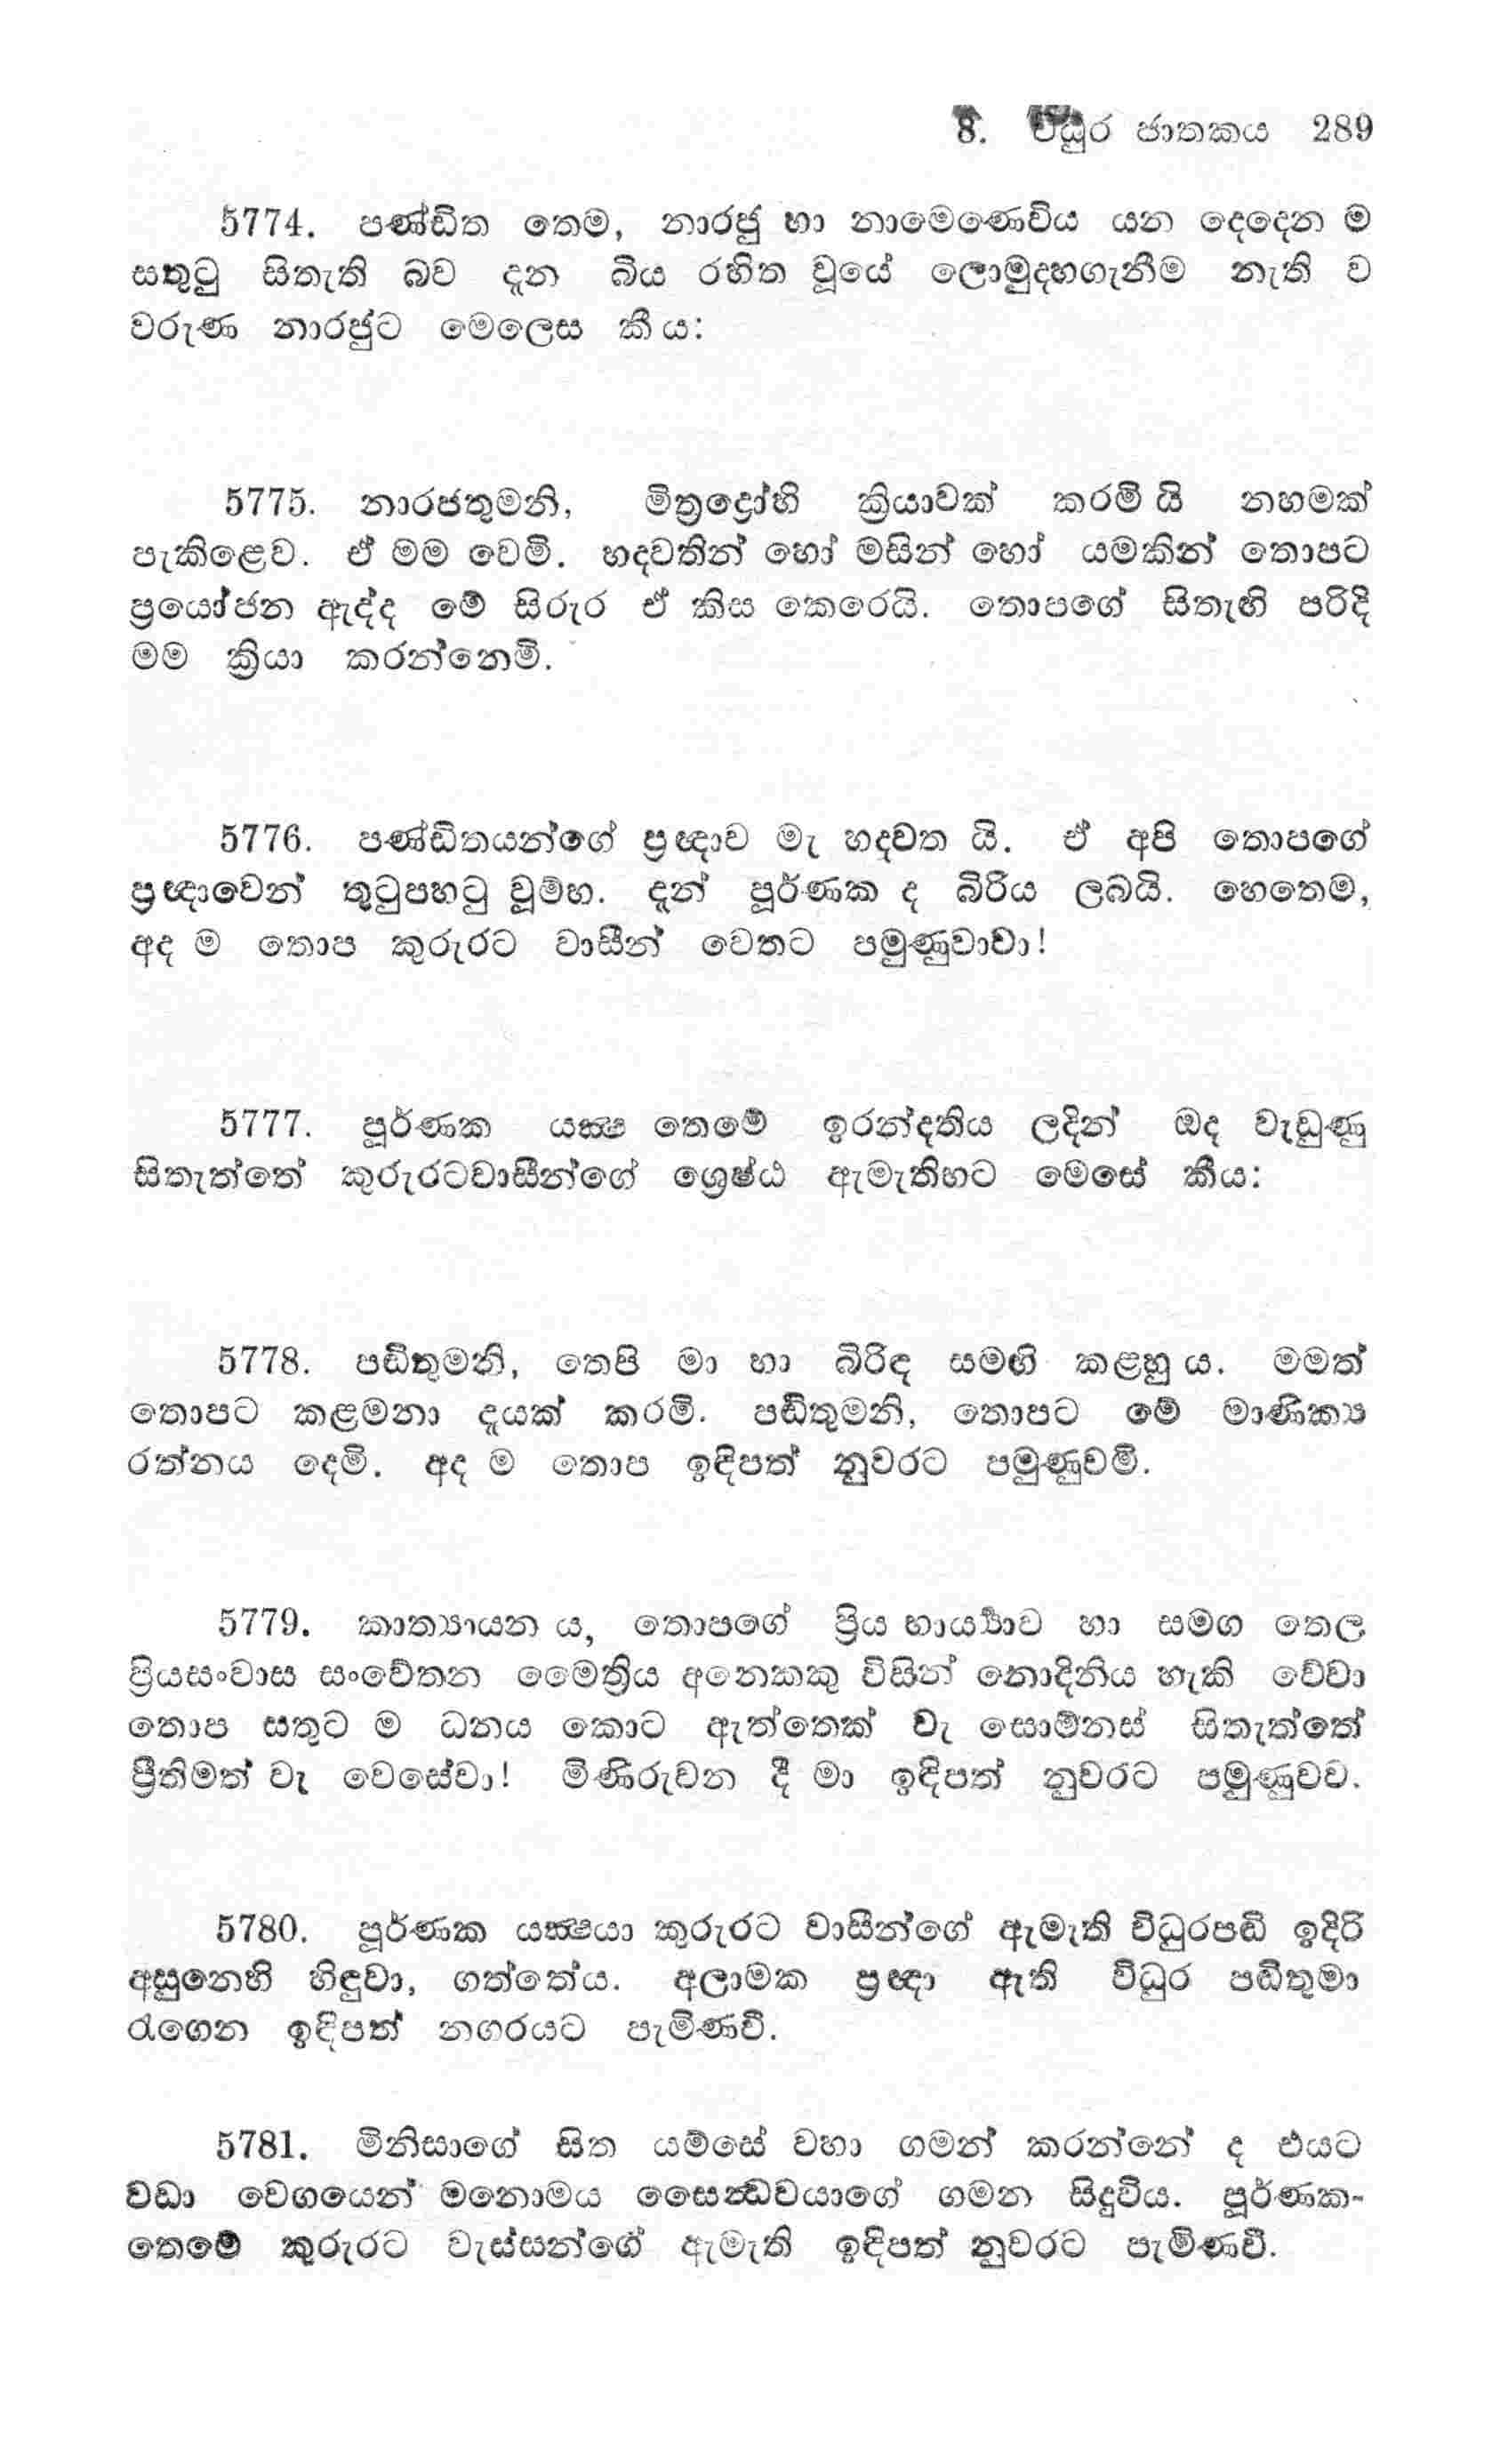 8. විධුර ජාතකය 289
5774. පණ්ඩිත තෙම, නාරජු හා නාමෙණෙවිය යන දෙදෙන ම
සතුටු සිතැති බව දැන බිය රහිත වූයේ ලොමුදහගැනීම නැති ව
වරුණ නාරජුට මෙලෙස කී ය:
5775. නාරජතුමනි, මිත්‍රද්‍රෝහි ක්‍රියාවක් කරමි යි නහමක්
පැකිළෙව. ඒ මම වෙමි. හදවතින් හෝ මසින් හෝ යමකින් තොපට
ප්‍රයෝජන ඇද්ද මේ සිරුර ඒ කිස කෙරෙයි. තොපගේ සිතැඟි පරිදි
මම ක්‍රියා කරන්නෙමි.
5776. පණ්ඩිතයන්ගේ ප්‍රඥාව මැ හදවත යි. ඒ අපි තොපගේ
ප්‍රඥාවෙන් තුටුපහටු වූම්හ. දැන් පූර්ණක ද බිරිය ලබයි. හෙතෙම,
අද ම තොප කුරුරට වාසීන් වෙතට පමුණුවාවා!
5777. පූර්ණක යක්‍ෂ තෙමේ ඉරන්දතිය ලදින් ඔද වැඩුණු
සිතැත්තේ කුරුරටවාසීන්ගේ ශ්‍රෙෂ්ඨ ඇමැතිහට මෙසේ කීය:
5778. පඬිතුමනි, තෙපි මා හා බිරිඳ සමඟි කළහු ය. මමත්
තොපට කළමනා දැයක් කරමි. පඬිතුමනි, තොපට මේ මාණික්‍ය
රත්නය දෙමි. අද ම තොප ඉඳිපත් නුවරට පමුණුවමි.
5779. කාත්‍යායන ය, තොපගේ ප්‍රිය භාර්‍ය්‍යාව හා සමග තෙල
ප්‍රියසංවාස සංවේතන මෛත්‍රිය අනෙකකු විසින් නොදිනිය හැකි වේවා
තොප සතුට ම ධනය කොට ඇත්තෙක් වැ සොම්නස් සිතැත්තේ
ප්‍රීතිමත් වැ වෙසේවා! මිණිරුවන දී මා ඉඳිපත් නුවරට පමුණුවව.
5780. පූර්ණක යක්‍ෂයා කුරුරට වාසීන්ගේ ඇමැති විධුරපඬි ඉදිරි
අසුනෙහි හිඳුවා, ගත්තේය. අලාමක ප්‍රඥා ඇති විධුර පඬිතුමා
රැගෙන ඉඳිපත් නගරයට පැමිණවී.
5781. මිනිසාගේ සිත යම්සේ වහා ගමන් කරන්නේ ද එයට
වඩා වෙගයෙන් මනොමය සෛන්‍ධවයාගේ ගමන සිදුවිය. පූර්ණක-
තෙමේ කුරුරට වැස්සන්ගේ ඇමැති ඉඳිපත් නුවරට පැමිණවී.